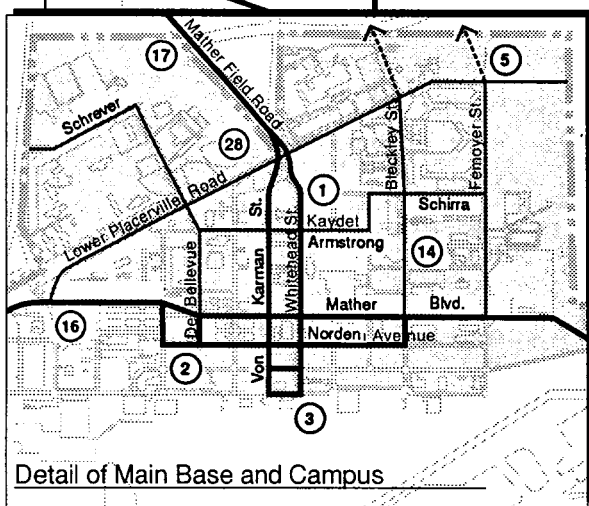 17
Mather Field Road
5
Schrever
28
Bleckley St.
Femoyer St.
Lower Placerville Road
1
St.
Whitehead St.
Kaydet
Schirra
Armstrong
14
De Bellevue
Karman
Mather Blvd.
16
Norden Avenue
2
Von
3
Detail of Main Base and Campus